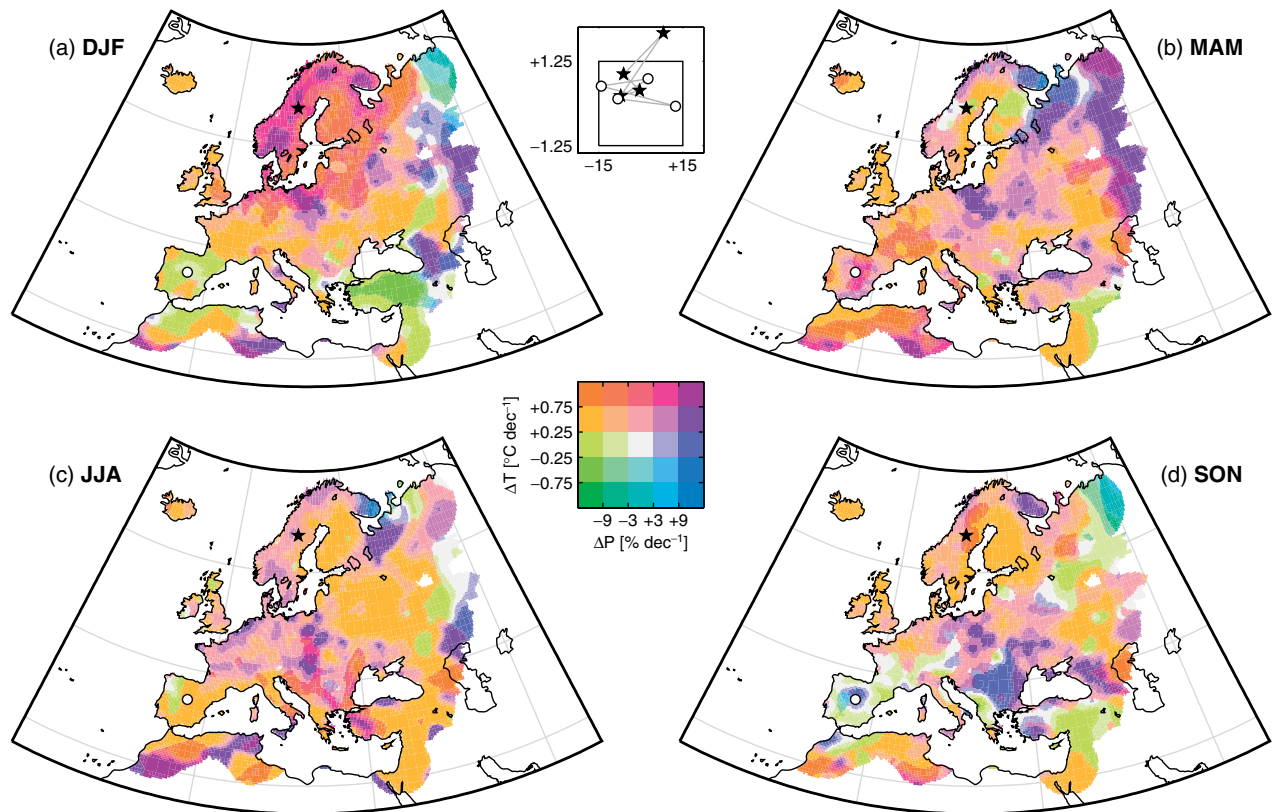 (a) DJF
+1.25
−1.25
−15
+15
(b) MAM
ΔT [°C dec⁻¹]
+0.75
+0.25
−0.25
−0.75
−9 −3 +3 +9
ΔP [% dec⁻¹]
(c) JJA
(d) SON